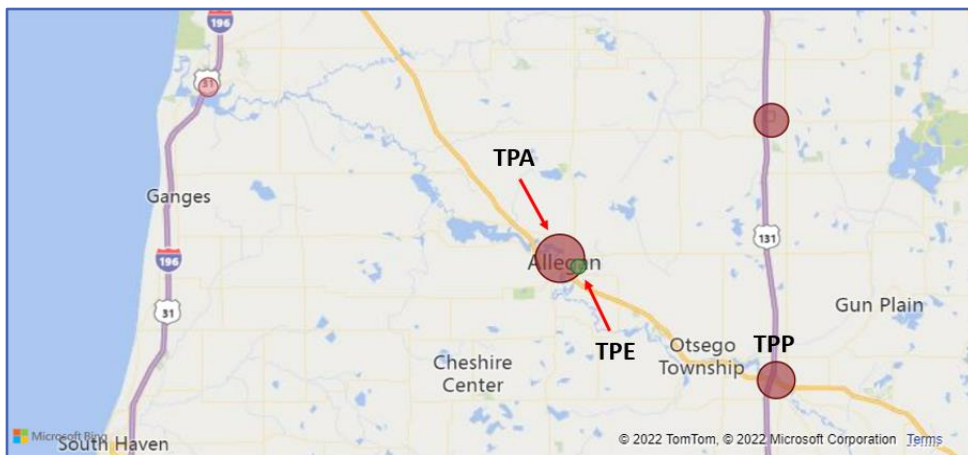 196
31
TPA
Ganges
196
131
Allegan
31
Gun Plain
TPE
Otsego
Township
TPP
Cheshire
Center
Microsoft Bing
South Haven
© 2022 TomTom, © 2022 Microsoft Corporation Terms